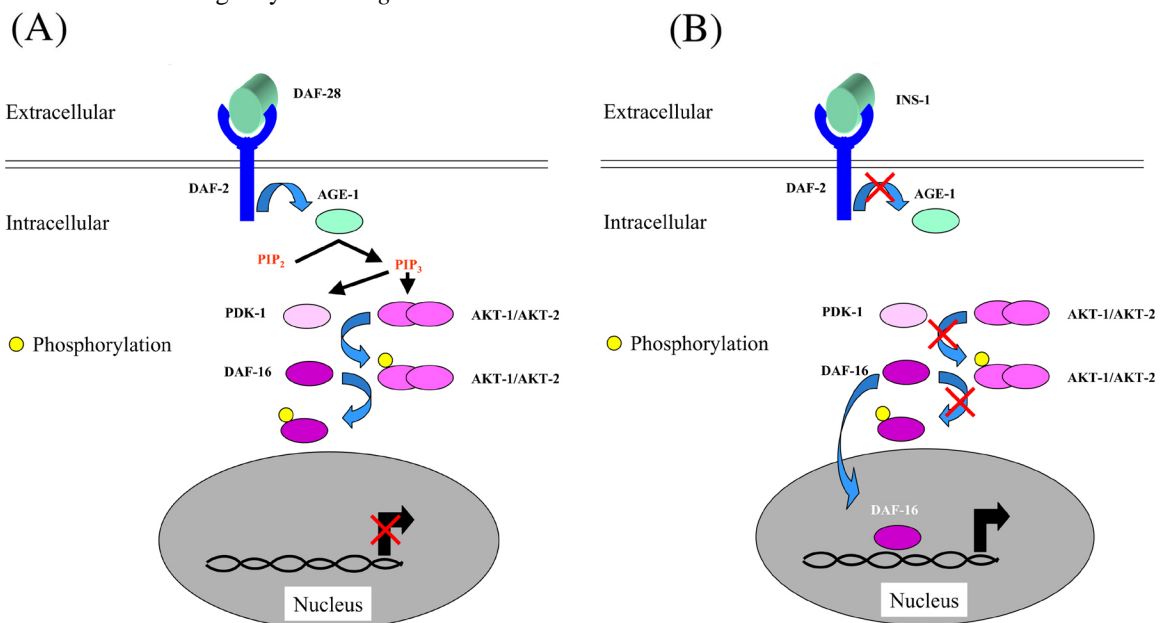 (A)
Extracellular
DAF-28
DAF-2
AGE-1
Intracellular
PIP2
PIP3
PDK-1
AKT-1/AKT-2
Phosphorylation
DAF-16
AKT-1/AKT-2
Nucleus
(B)
Extracellular
INS-1
DAF-2
AGE-1
Intracellular
PDK-1
AKT-1/AKT-2
Phosphorylation
DAF-16
AKT-1/AKT-2
DAF-16
Nucleus